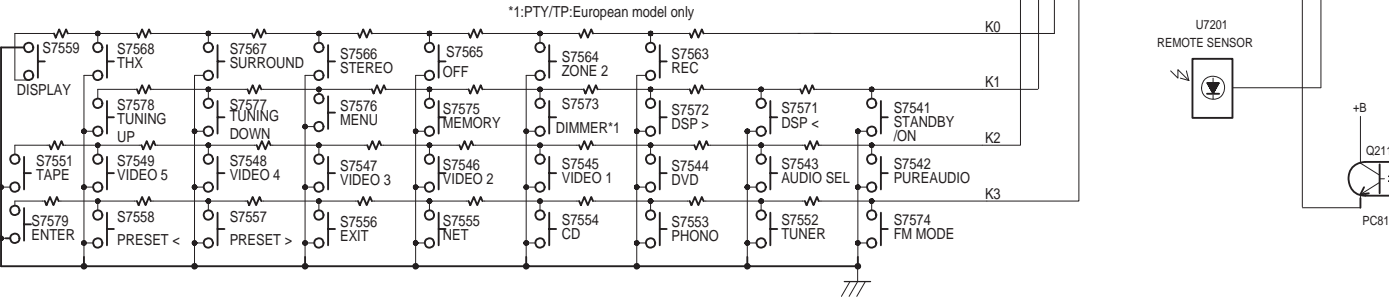 *1:PTY/TP:European model only
K0
S7559
DISPLAY
S7568
THX
S7567
SURROUND
S7566
STEREO
S7565
OFF
S7564
ZONE 2
S7563
REC
K1
S7578
TUNING
UP
S7577
TUNING
DOWN
S7576
MENU
S7575
MEMORY
S7573
DIMMER*1
S7572
DSP >
S7571
DSP <
S7541
STANDBY
/ON
K2
S7551
TAPE
S7549
VIDEO 5
S7548
VIDEO 4
S7547
VIDEO 3
S7546
VIDEO 2
S7545
VIDEO 1
S7544
DVD
S7543
AUDIO SEL
S7542
PUREAUDIO
K3
S7579
ENTER
S7558
PRESET <
S7557
PRESET >
S7556
EXIT
S7555
NET
S7554
CD
S7553
PHONO
S7552
TUNER
S7574
FM MODE
U7201
REMOTE SENSOR
+B
Q211
PC81